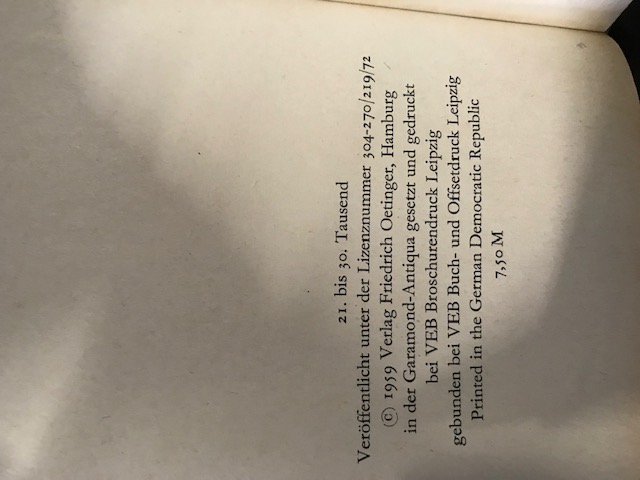 21. bis 30. Tausend
Veröffentlicht unter der Lizenznummer 304-270/219/72
© 1959 Verlag Friedrich Oetinger, Hamburg
in der Garamond-Antiqua gesetzt und gedruckt
bei VEB Broschurendruck Leipzig
gebunden bei VEB Buch- und Offsetdruck Leipzig
Printed in the German Democratic Republic
7,50 M